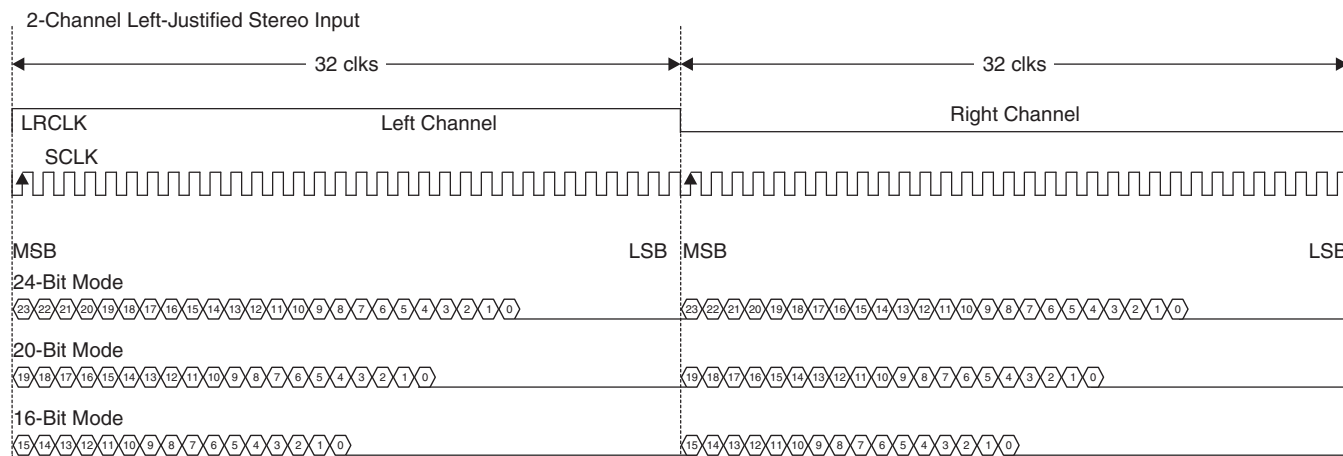 2-Channel Left-Justified Stereo Input
32 clks 32 clks
LRCLK Left Channel Right Channel
SCLK
MSB LSB MSB LSB
24-Bit Mode
23 22 21 20 19 18 17 16 15 14 13 12 11 10 9 8 7 6 5 4 3 2 1 0 23 22 21 20 19 18 17 16 15 14 13 12 11 10 9 8 7 6 5 4 3 2 1 0
20-Bit Mode
19 18 17 16 15 14 13 12 11 10 9 8 7 6 5 4 3 2 1 0 19 18 17 16 15 14 13 12 11 10 9 8 7 6 5 4 3 2 1 0
16-Bit Mode
15 14 13 12 11 10 9 8 7 6 5 4 3 2 1 0 15 14 13 12 11 10 9 8 7 6 5 4 3 2 1 0